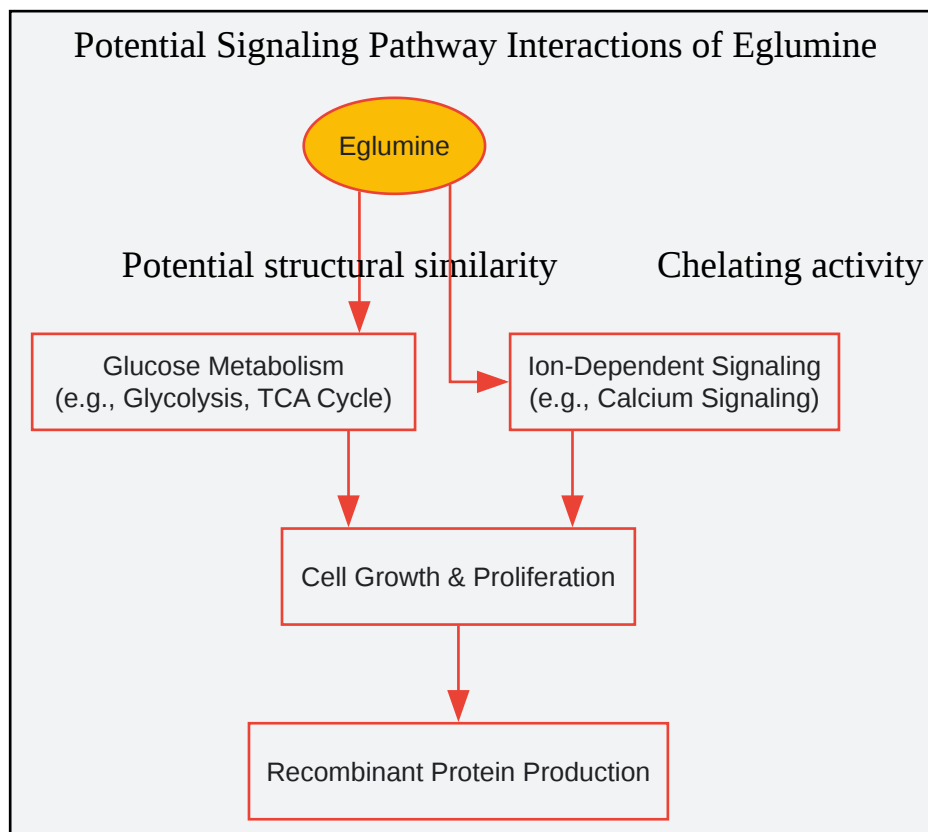 Potential Signaling Pathway Interactions of Eglumine
Eglumine
Potential structural similarity
Chelating activity
Glucose Metabolism
(e.g., Glycolysis, TCA Cycle)
Ion-Dependent Signaling
(e.g., Calcium Signaling)
Cell Growth & Proliferation
Recombinant Protein Production